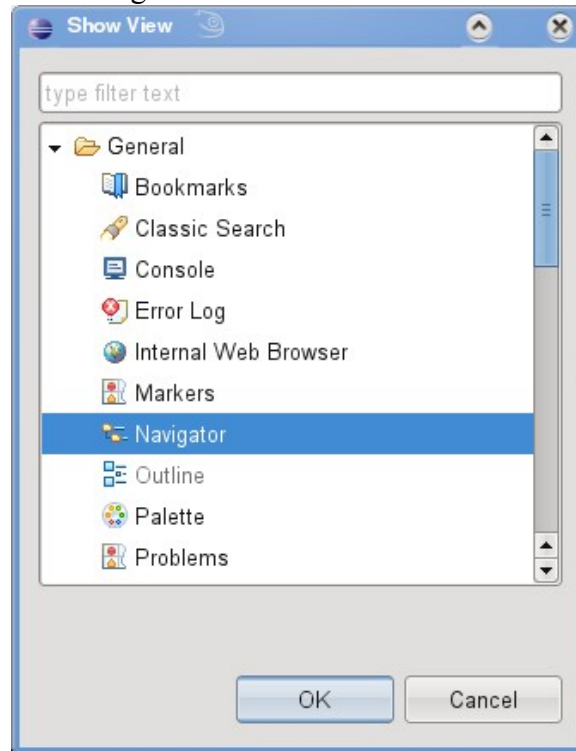 Show View
type filter text
General
Bookmarks
Classic Search
Console
Error Log
Internal Web Browser
Markers
Navigator
Outline
Palette
Problems
OK Cancel